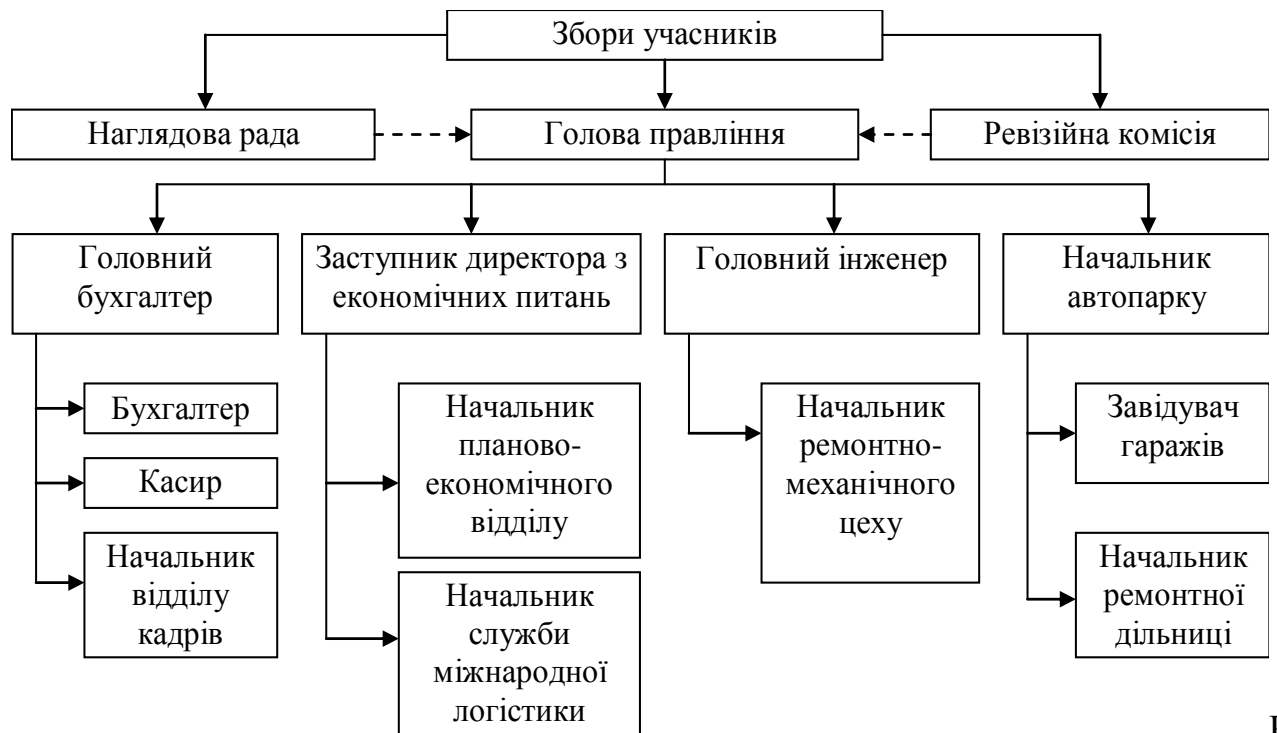 Збори учасників
Наглядова рада
Голова правління
Ревізійна комісія
Головний
бухгалтер
Заступник директора з
економічних питань
Головний інженер
Начальник
автопарку
Бухгалтер
Касир
Начальник
відділу
кадрів
Начальник
планово-
економічного
відділу
Начальник
служби
міжнародної
логістики
Начальник
ремонтно-
механічного
цеху
Завідувач
гаражів
Начальник
ремонтної
дільниці